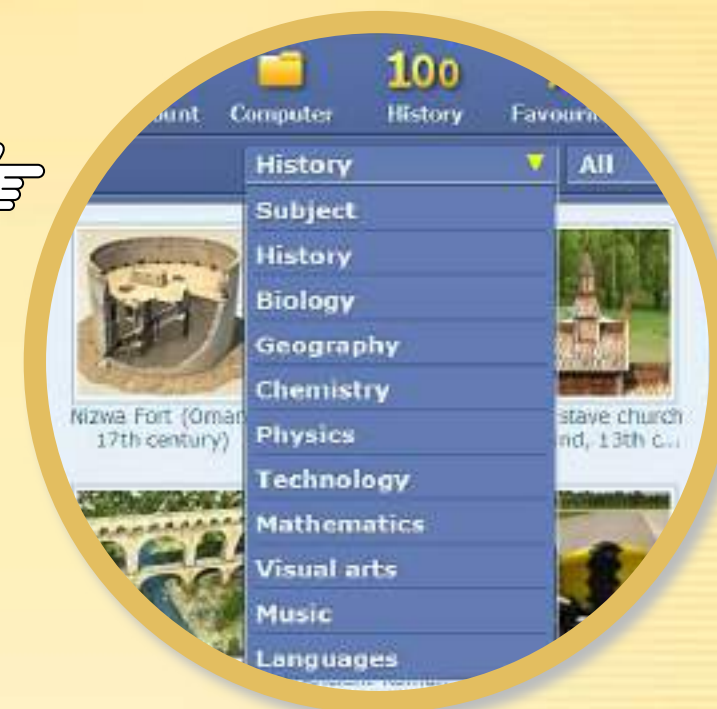 100
Computer
History
History
All
Subject
History
Biology
Geography
Chemistry
Physics
Technology
Mathematics
Visual arts
Music
Languages
Nizwa Fort (Oman
17th century)
stave church
13th c...